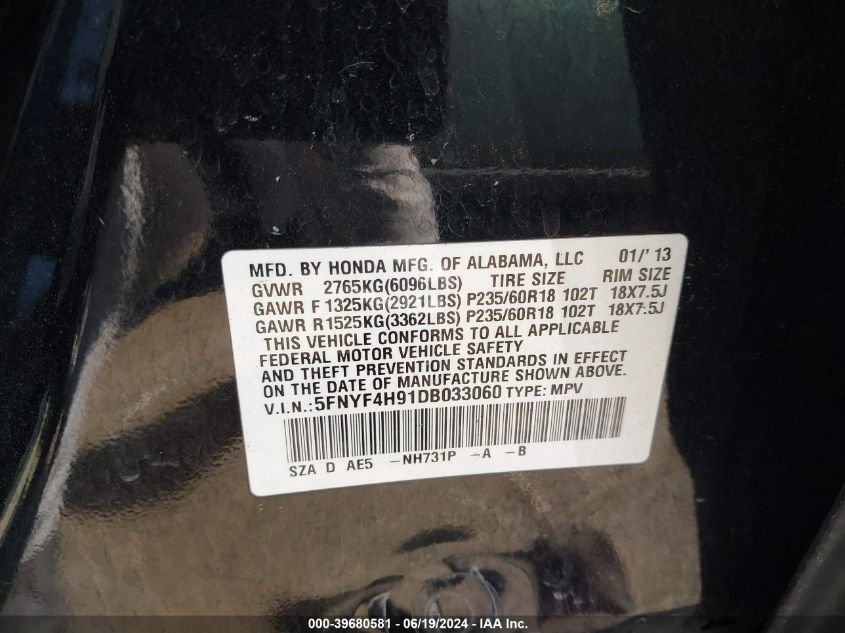 MFD. BY HONDA MFG. OF ALABAMA, LLC 01/' 13
GVWR 2765KG(6096LBS) TIRE SIZE RIM SIZE
GAWR F 1325KG(2921LBS) P235/60R18 102T 18X7.5J
GAWR R1525KG(3362LBS) P235/60R18 102T 18X7.5J
THIS VEHICLE CONFORMS TO ALL APPLICABLE
FEDERAL MOTOR VEHICLE SAFETY
AND THEFT PREVENTION STANDARDS IN EFFECT
ON THE DATE OF MANUFACTURE SHOWN ABOVE.
V.I.N.:5FNYF4H91DB033060 TYPE: MPV
SZA D AE5 -NH731P -A -B
000-39680581 - 06/19/2024 - IAA Inc.